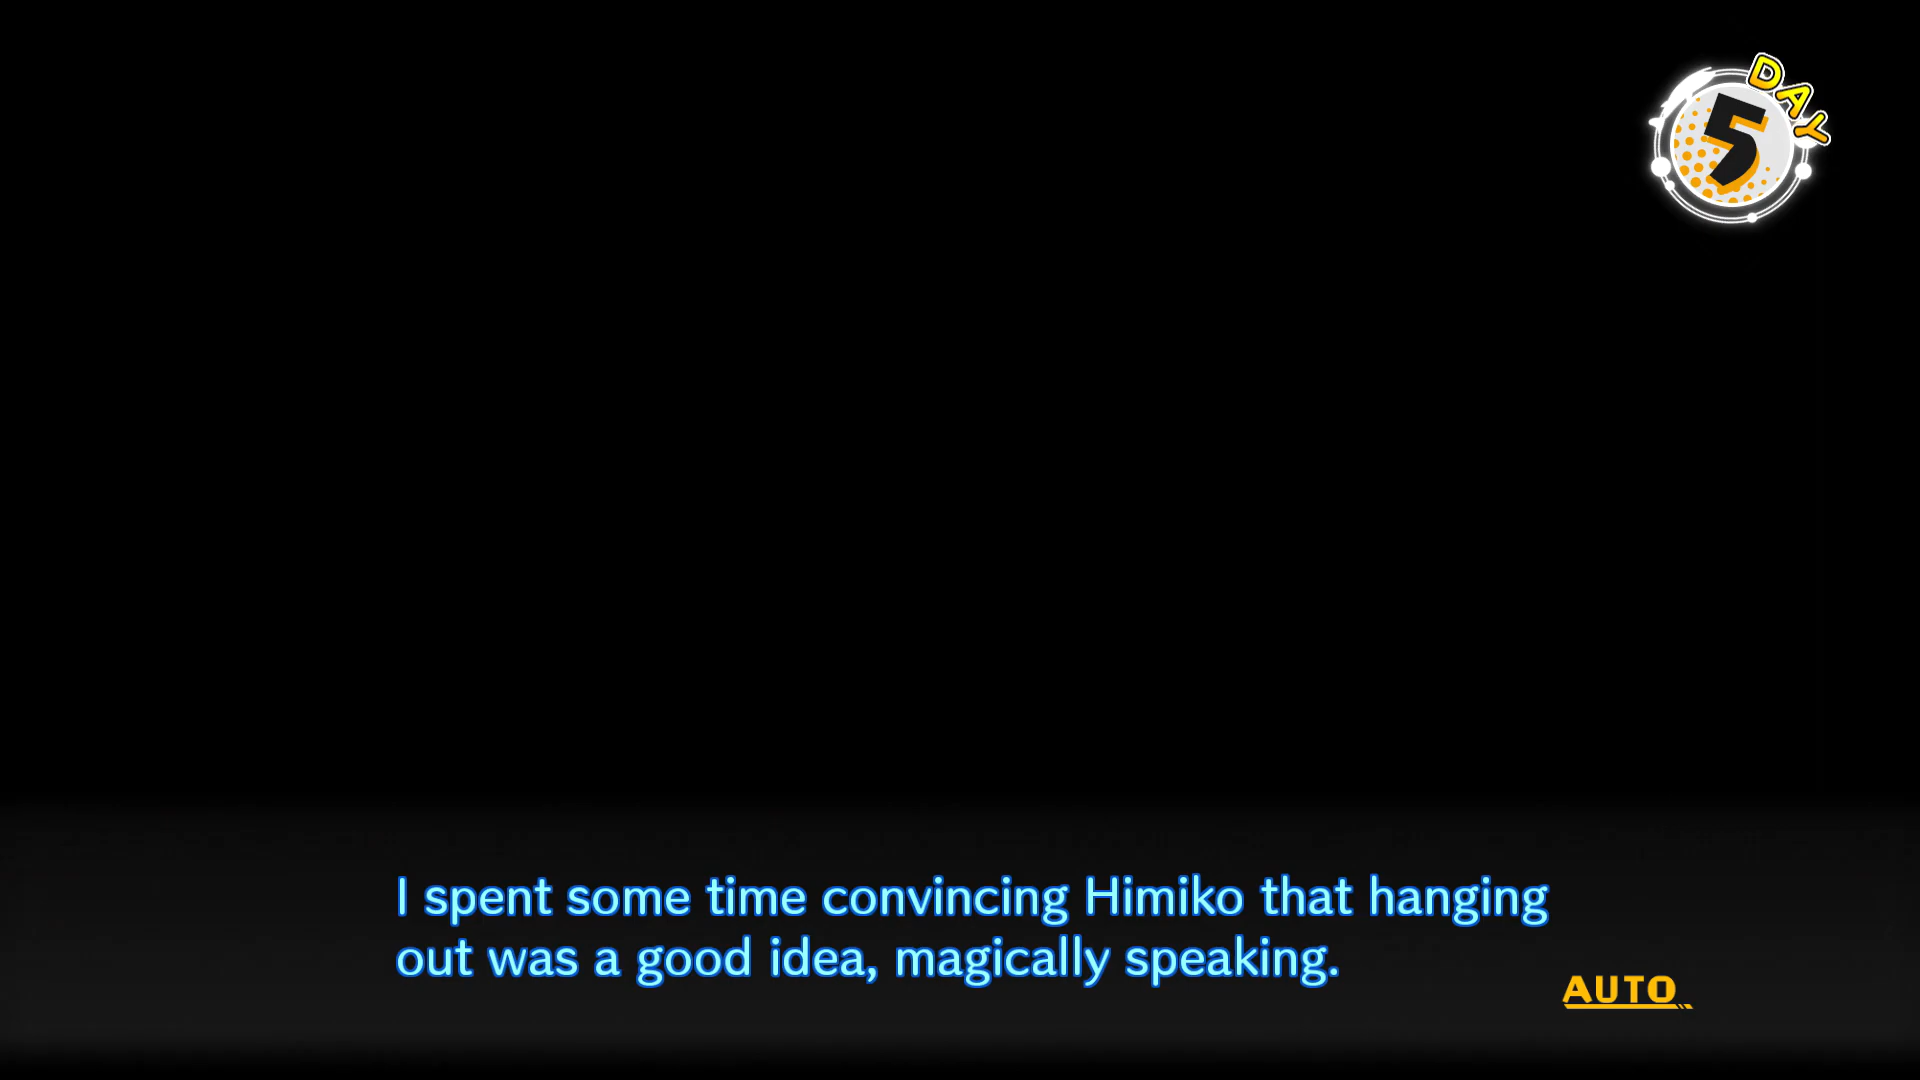 DAY
5
I spent some time convincing Himiko that hanging
out was a good idea, magically speaking.
AUTO